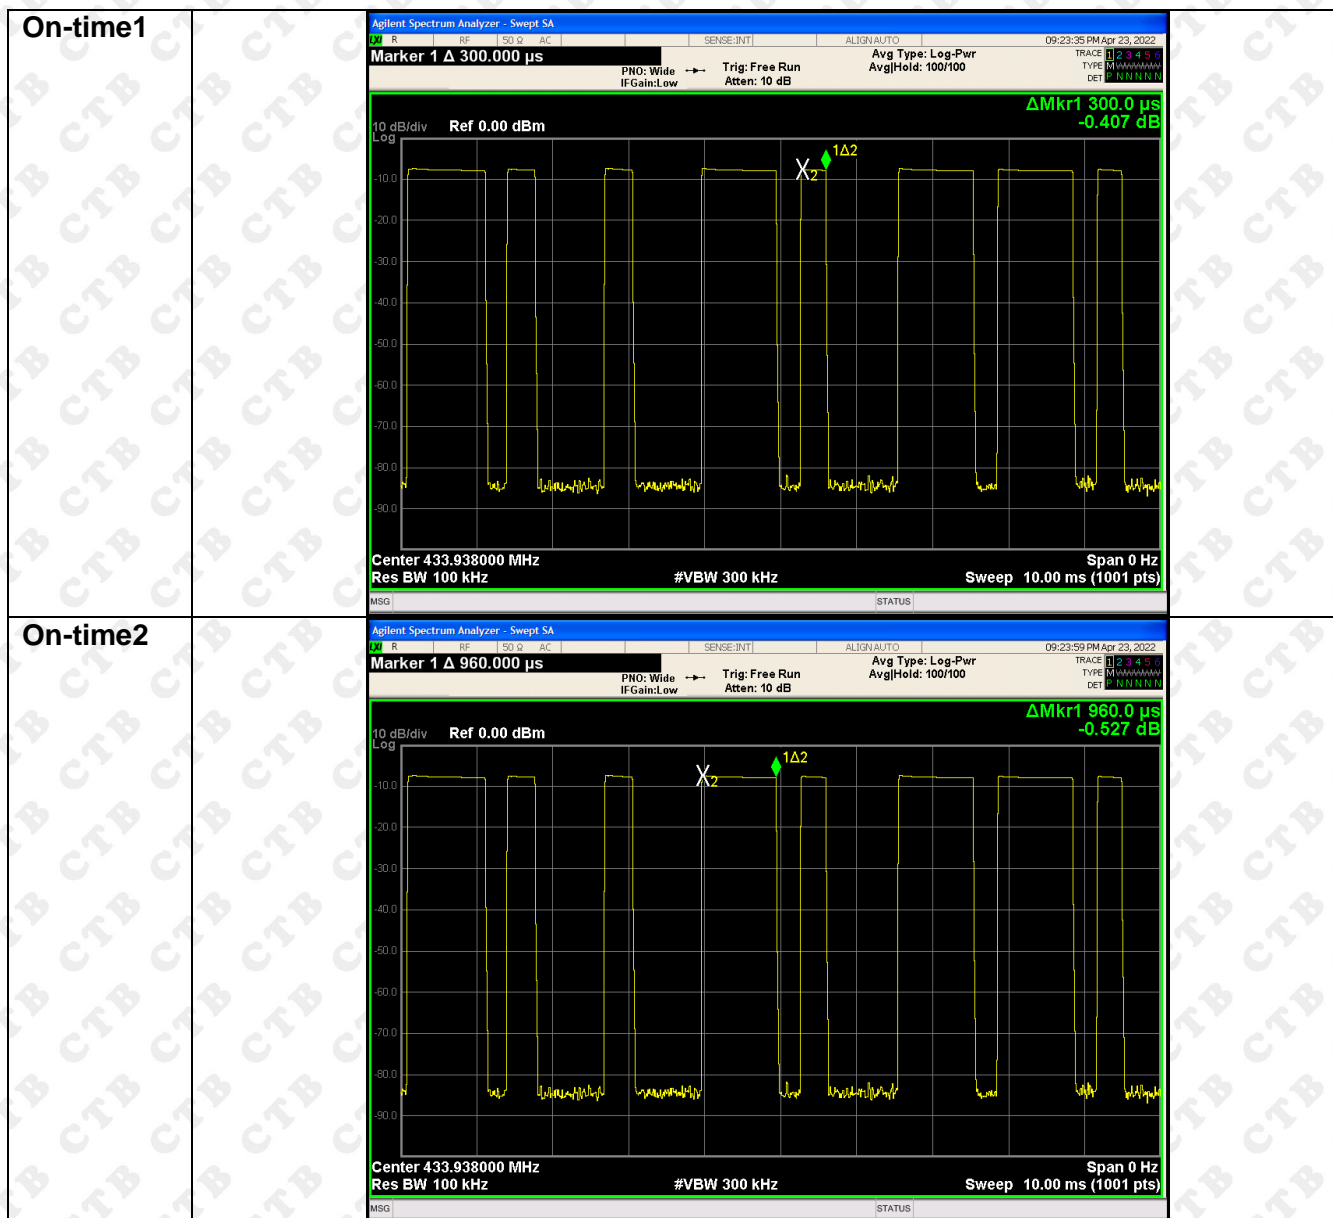 On-time1
Agilent Spectrum Analyzer - Swept SA
LXI R RF 50 Ω AC SENSE:INT ALIGN AUTO 09:23:35 PM Apr 23, 2022
Marker 1 Δ 300.000 µs
Avg Type: Log-Pwr
TRACE 1 2 3 4 5 6
PNO: Wide Trig: Free Run Avg|Hold: 100/100
TYPE M
IFGain:Low Atten: 10 dB
DET P N N N N N
ΔMkr1 300.0 µs
-0.407 dB
10 dB/div Ref 0.00 dBm
Log
1Δ2
X2
-10.0
-20.0
-30.0
-40.0
-50.0
-60.0
-70.0
-80.0
-90.0
Center 433.938000 MHz Span 0 Hz
Res BW 100 kHz #VBW 300 kHz Sweep 10.00 ms (1001 pts)
MSG STATUS
On-time2
Agilent Spectrum Analyzer - Swept SA
LXI R RF 50 Ω AC SENSE:INT ALIGN AUTO 09:23:59 PM Apr 23, 2022
Marker 1 Δ 960.000 µs
Avg Type: Log-Pwr
TRACE 1 2 3 4 5 6
PNO: Wide Trig: Free Run Avg|Hold: 100/100
TYPE M
IFGain:Low Atten: 10 dB
DET P N N N N N
ΔMkr1 960.0 µs
-0.527 dB
10 dB/div Ref 0.00 dBm
Log
1Δ2
X2
-10.0
-20.0
-30.0
-40.0
-50.0
-60.0
-70.0
-80.0
-90.0
Center 433.938000 MHz Span 0 Hz
Res BW 100 kHz #VBW 300 kHz Sweep 10.00 ms (1001 pts)
MSG STATUS